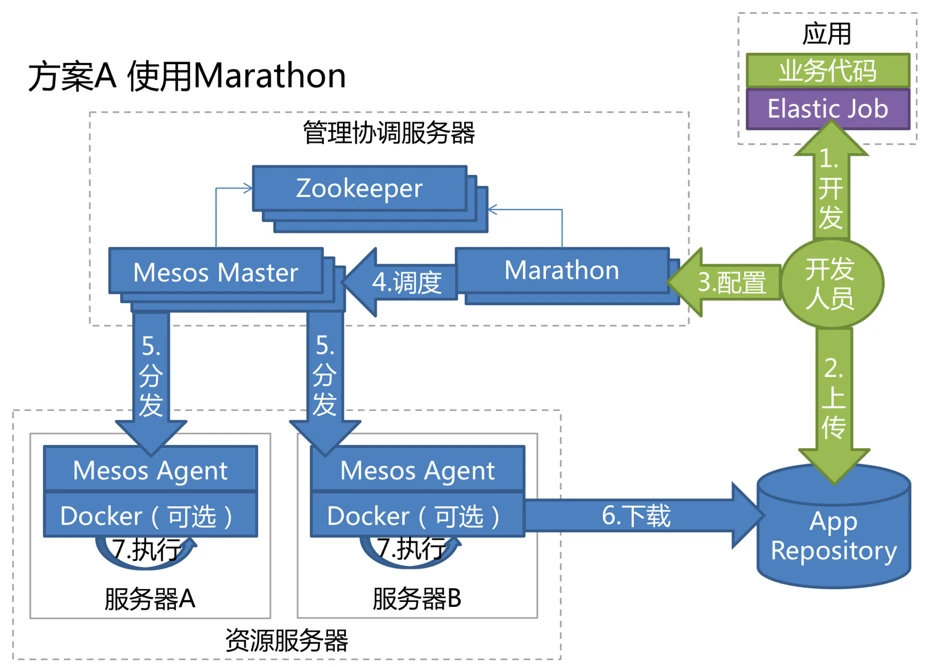 方案A 使用Marathon
应用
业务代码
Elastic Job
管理协调服务器
Zookeeper
Mesos Master
4.调度
Marathon
3.配置
开发
人员
1.
开
发
2.
上
传
5.
分
发
5.
分
发
Mesos Agent
Docker（可选）
7.执行
服务器A
Mesos Agent
Docker（可选）
7.执行
服务器B
资源服务器
6.下载
App
Repository